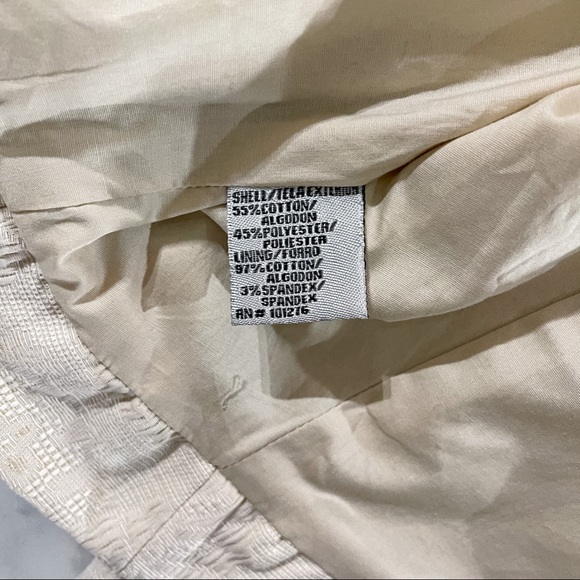 SHELL/TELA EXTERIOR
55%COTTON/
ALGODON
45%POLYESTER/
POLIESTER
LINING/FORRO
97%COTTON/
ALGODON
3%SPANDEX/
SPANDEX
RN# 101276